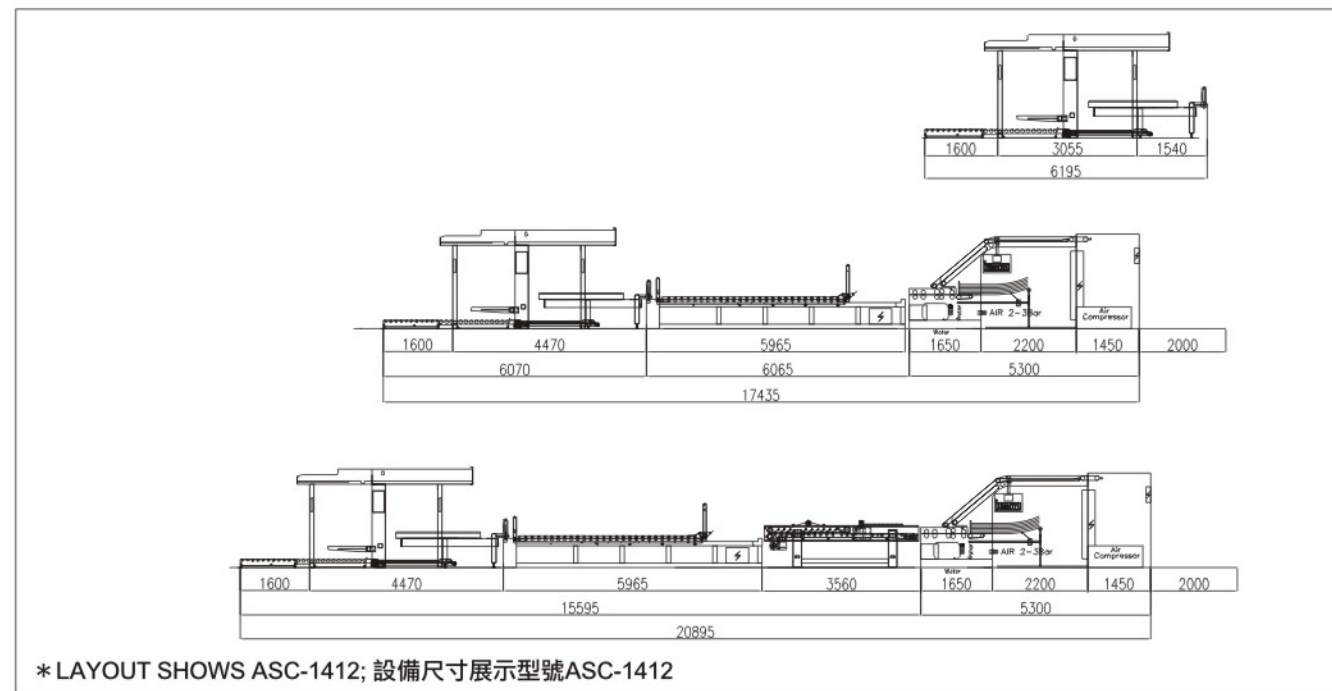 1600 3055 1540
6195
AIR 2-3Bar
Water
Air
Compressor
Water
1600 4470 5965 1650 2200 1450 2000
6070 6065 5300
17435
AIR 2-3Bar
Water
Air
Compressor
Water
1600 4470 5965 3560 1650 2200 1450 2000
15595 5300
20895
*LAYOUT SHOWS ASC-1412; 設備尺寸展示型號ASC-1412